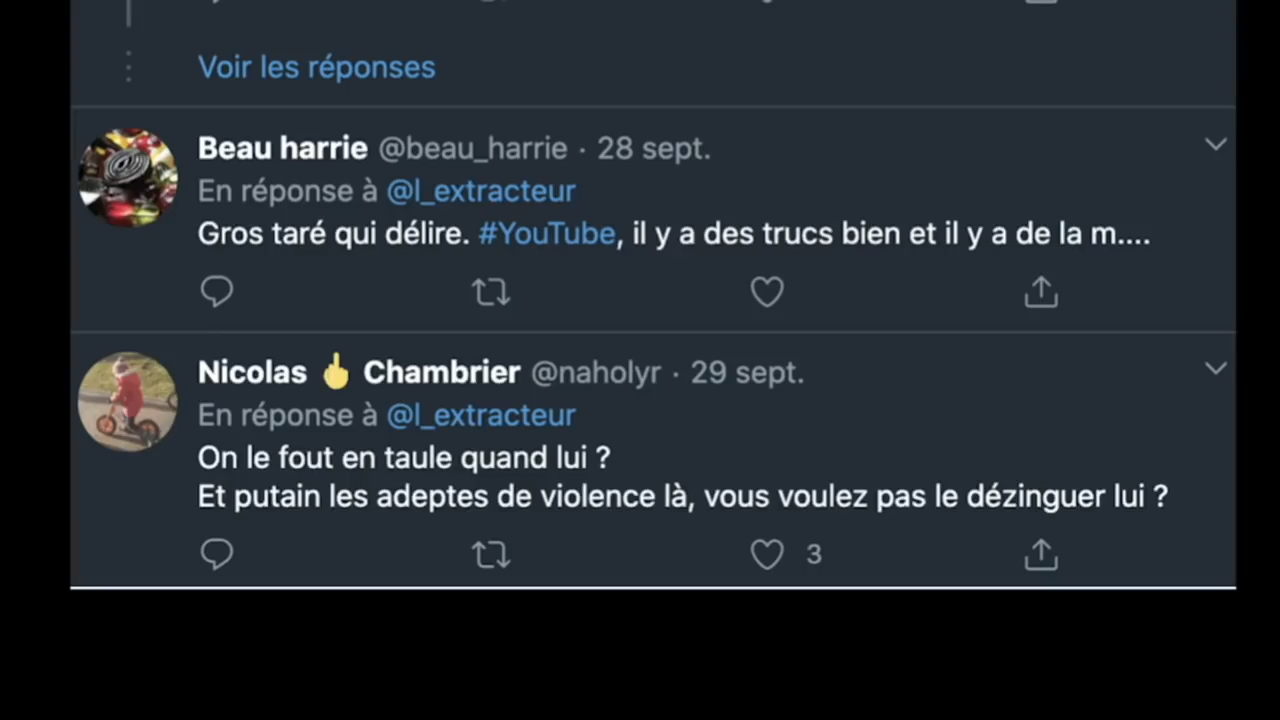 Voir les réponses
Beau harrie @beau_harrie · 28 sept.
En réponse à @l_extracteur
Gros taré qui délire. #YouTube, il y a des trucs bien et il y a de la m....
Nicolas 🖕 Chambrier @naholyr · 29 sept.
En réponse à @l_extracteur
On le fout en taule quand lui ?
Et putain les adeptes de violence là, vous voulez pas le dézinguer lui ?
3